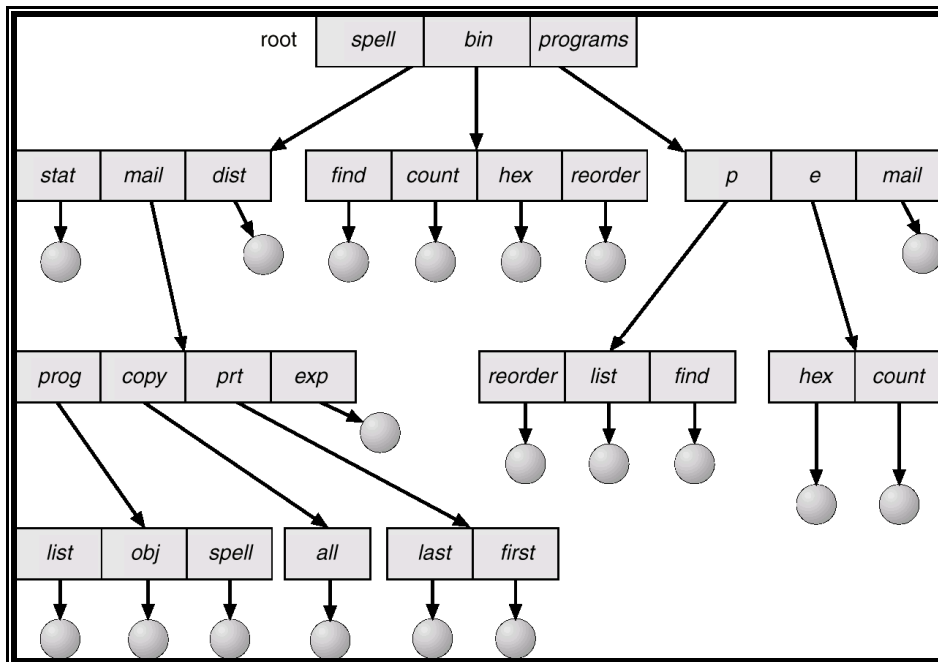 root spell bin programs
stat mail dist find count hex reorder p e mail
prog copy prt exp reorder list find hex count
list obj spell all last first